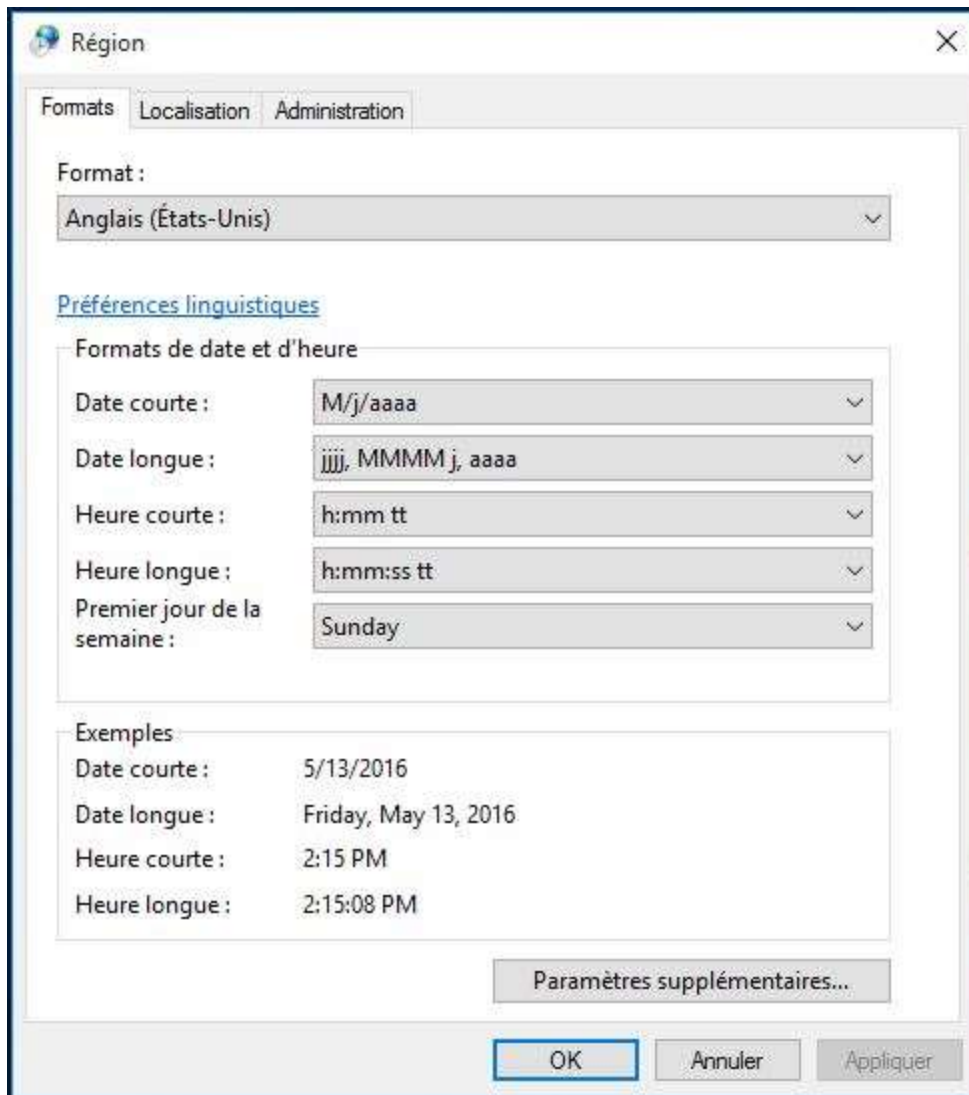 Région
Formats Localisation Administration
Format :
Anglais (États-Unis)
Préférences linguistiques
Formats de date et d'heure
Date courte : M/j/aaaa
Date longue : jjjj, MMMM j, aaaa
Heure courte : h:mm tt
Heure longue : h:mm:ss tt
Premier jour de la
semaine : Sunday
Exemples
Date courte : 5/13/2016
Date longue : Friday, May 13, 2016
Heure courte : 2:15 PM
Heure longue : 2:15:08 PM
Paramètres supplémentaires...
OK Annuler Appliquer